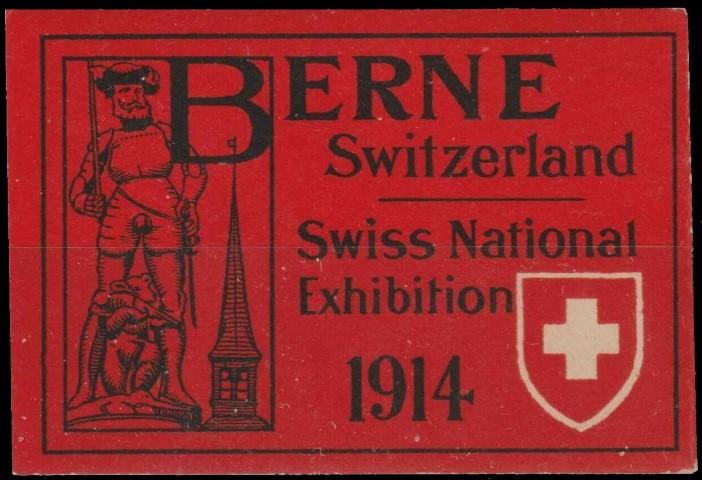 BERNE
Switzerland
Swiss National
Exhibition
1914